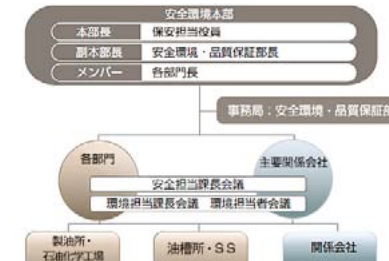 安全環境本部
本部長 保安担当役員
副本部長 安全環境・品質保証部長
メンバー 各部門長
事務局：安全環境・品質保証部
各部門 主要関係会社
安全担当課長会議
環境担当課長会議 環境担当者会議
製油所・
石油化学工場
油槽所・SS
関係会社